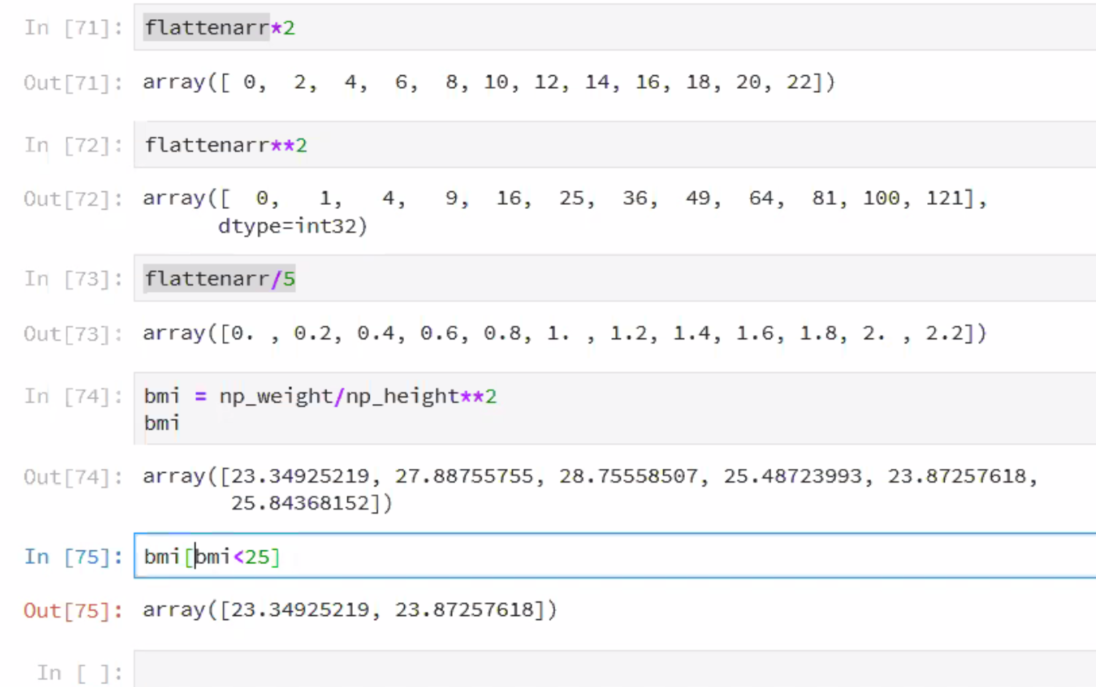 In [71]: flattenarr*2
Out[71]: array([ 0,  2,  4,  6,  8, 10, 12, 14, 16, 18, 20, 22])
In [72]: flattenarr**2
Out[72]: array([  0,   1,   4,   9,  16,  25,  36,  49,  64,  81, 100, 121],
dtype=int32)
In [73]: flattenarr/5
Out[73]: array([0. , 0.2, 0.4, 0.6, 0.8, 1. , 1.2, 1.4, 1.6, 1.8, 2. , 2.2])
In [74]: bmi = np_weight/np_height**2
bmi
Out[74]: array([23.34925219, 27.88755755, 28.75558507, 25.48723993, 23.87257618,
25.84368152])
In [75]: bmi[bmi<25]
Out[75]: array([23.34925219, 23.87257618])
In [ ]: